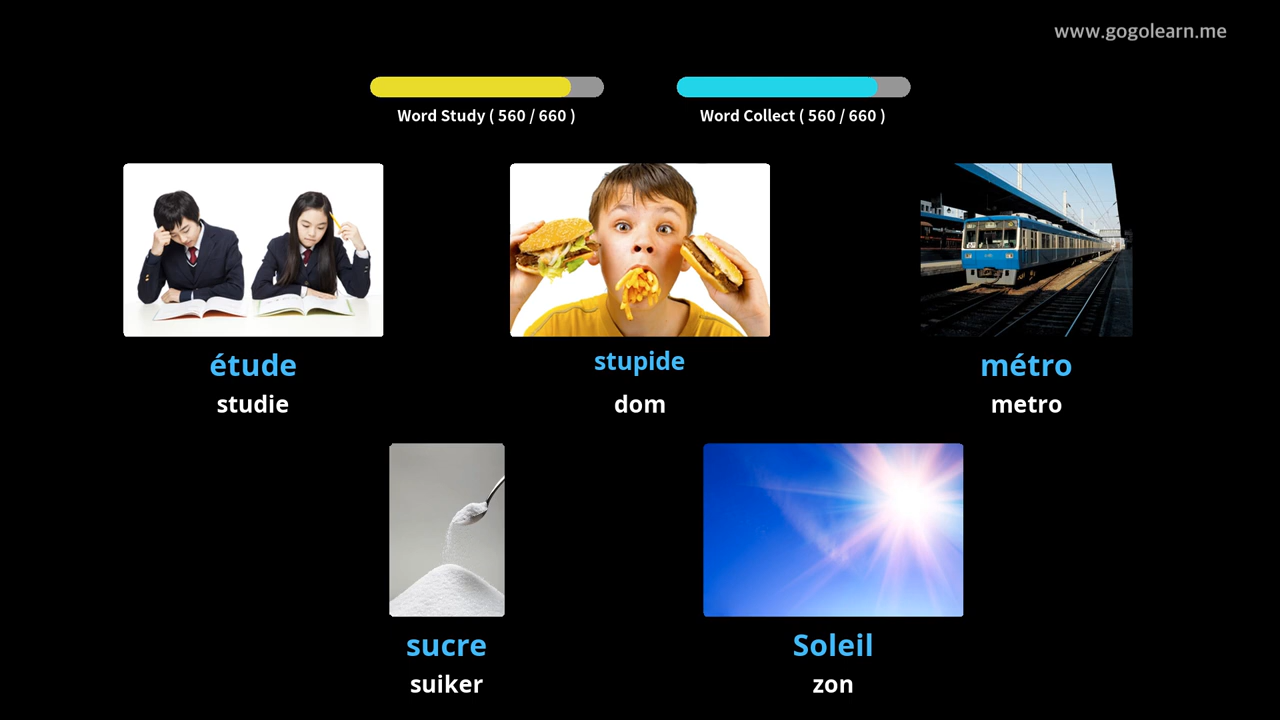 www.gogolearn.me
Word Study ( 560 / 660 )
Word Collect ( 560 / 660 )
étude
studie
stupide
dom
métro
metro
sucre
suiker
Soleil
zon